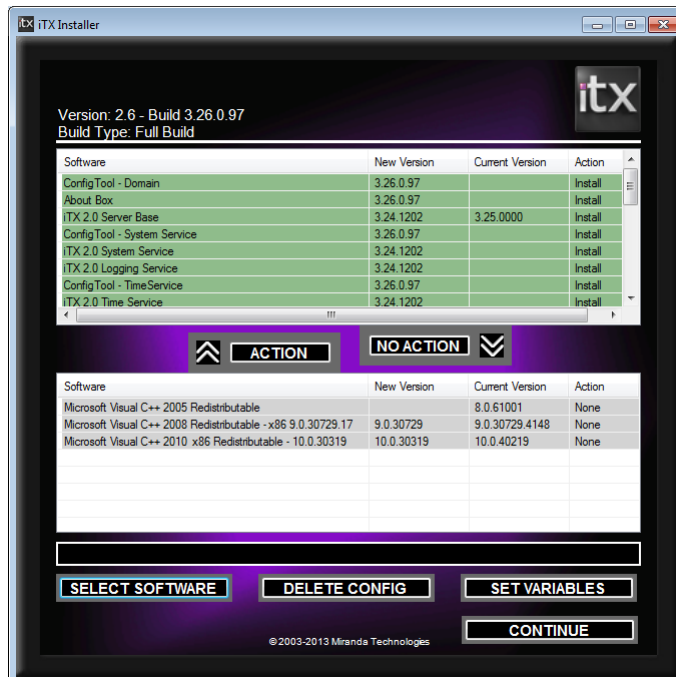 itx iTX Installer
itx
Version: 2.6 - Build 3.26.0.97
Build Type: Full Build
Software New Version Current Version Action
ConfigTool - Domain 3.26.0.97 Install
About Box 3.26.0.97 Install
iTX 2.0 Server Base 3.24.1202 3.25.0000 Install
ConfigTool - System Service 3.26.0.97 Install
iTX 2.0 System Service 3.24.1202 Install
iTX 2.0 Logging Service 3.24.1202 Install
ConfigTool - TimeService 3.26.0.97 Install
iTX 2.0 Time Service 3.24.1202 Install
ACTION NO ACTION
Software New Version Current Version Action
Microsoft Visual C++ 2005 Redistributable 8.0.61001 None
Microsoft Visual C++ 2008 Redistributable - x86 9.0.30729.17 9.0.30729 9.0.30729.4148 None
Microsoft Visual C++ 2010 x86 Redistributable - 10.0.30319 10.0.30319 10.0.40219 None
SELECT SOFTWARE DELETE CONFIG SET VARIABLES
CONTINUE
©2003-2013 Miranda Technologies